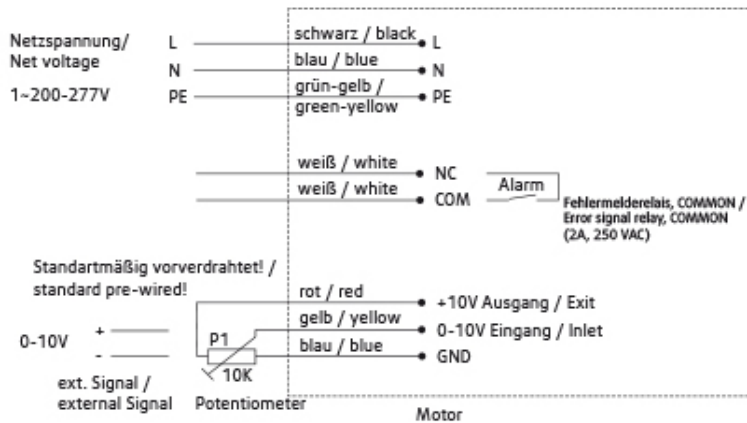 Netzspannung/
Net voltage
1~200-277V
L schwarz / black L
N blau / blue N
PE grün-gelb /
green-yellow PE
weiß / white NC
weiß / white COM
Alarm
Fehlermelderelais, COMMON /
Error signal relay, COMMON
(2A, 250 VAC)
Standartmäßig vorverdrahtet! /
standard pre-wired!
rot / red +10V Ausgang / Exit
gelb / yellow 0-10V Eingang / Inlet
blau / blue GND
0-10V
+
-
P1
10K
ext. Signal /
external Signal
Potentiometer
Motor